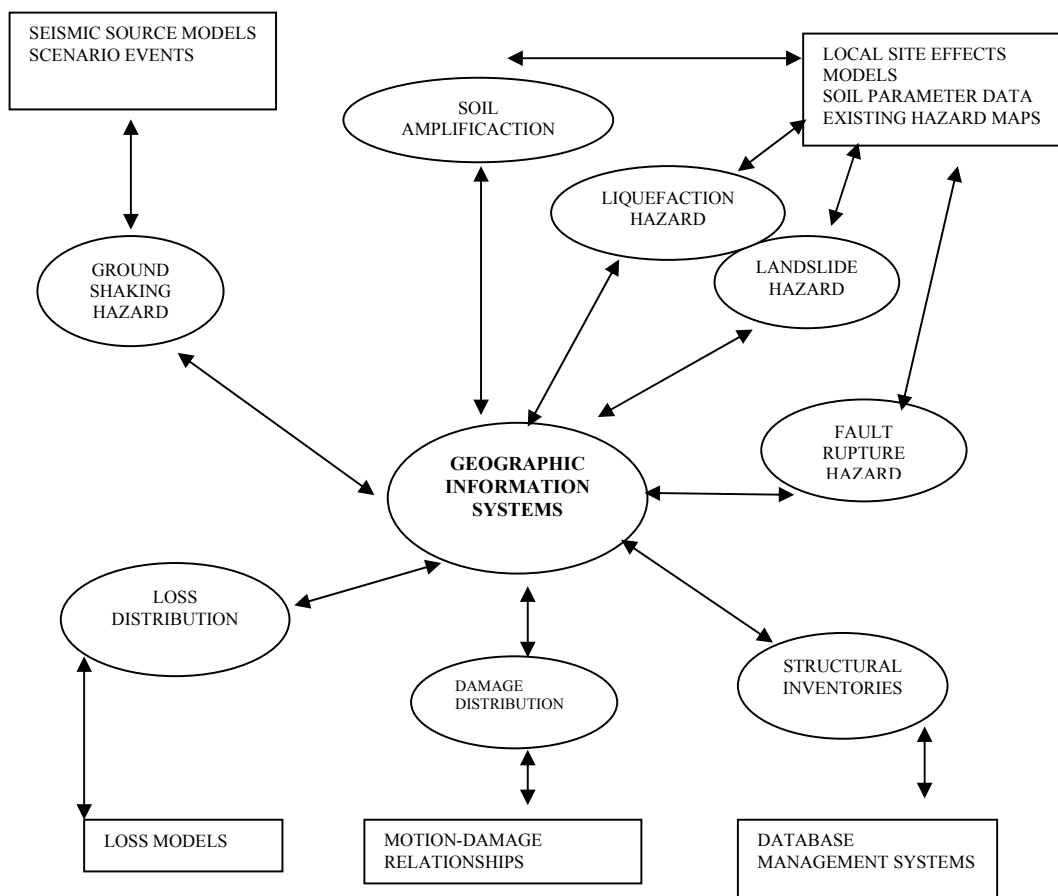 SEISMIC SOURCE MODELS
SCENARIO EVENTS
LOCAL SITE EFFECTS
MODELS
SOIL PARAMETER DATA
EXISTING HAZARD MAPS
SOIL
AMPLIFICACTION
LIQUEFACTION
HAZARD
GROUND
SHAKING
HAZARD
LANDSLIDE
HAZARD
FAULT
RUPTURE
HAZARD
GEOGRAPHIC
INFORMATION
SYSTEMS
LOSS
DISTRIBUTION
DAMAGE
DISTRIBUTION
STRUCTURAL
INVENTORIES
LOSS MODELS
MOTION-DAMAGE
RELATIONSHIPS
DATABASE
MANAGEMENT SYSTEMS